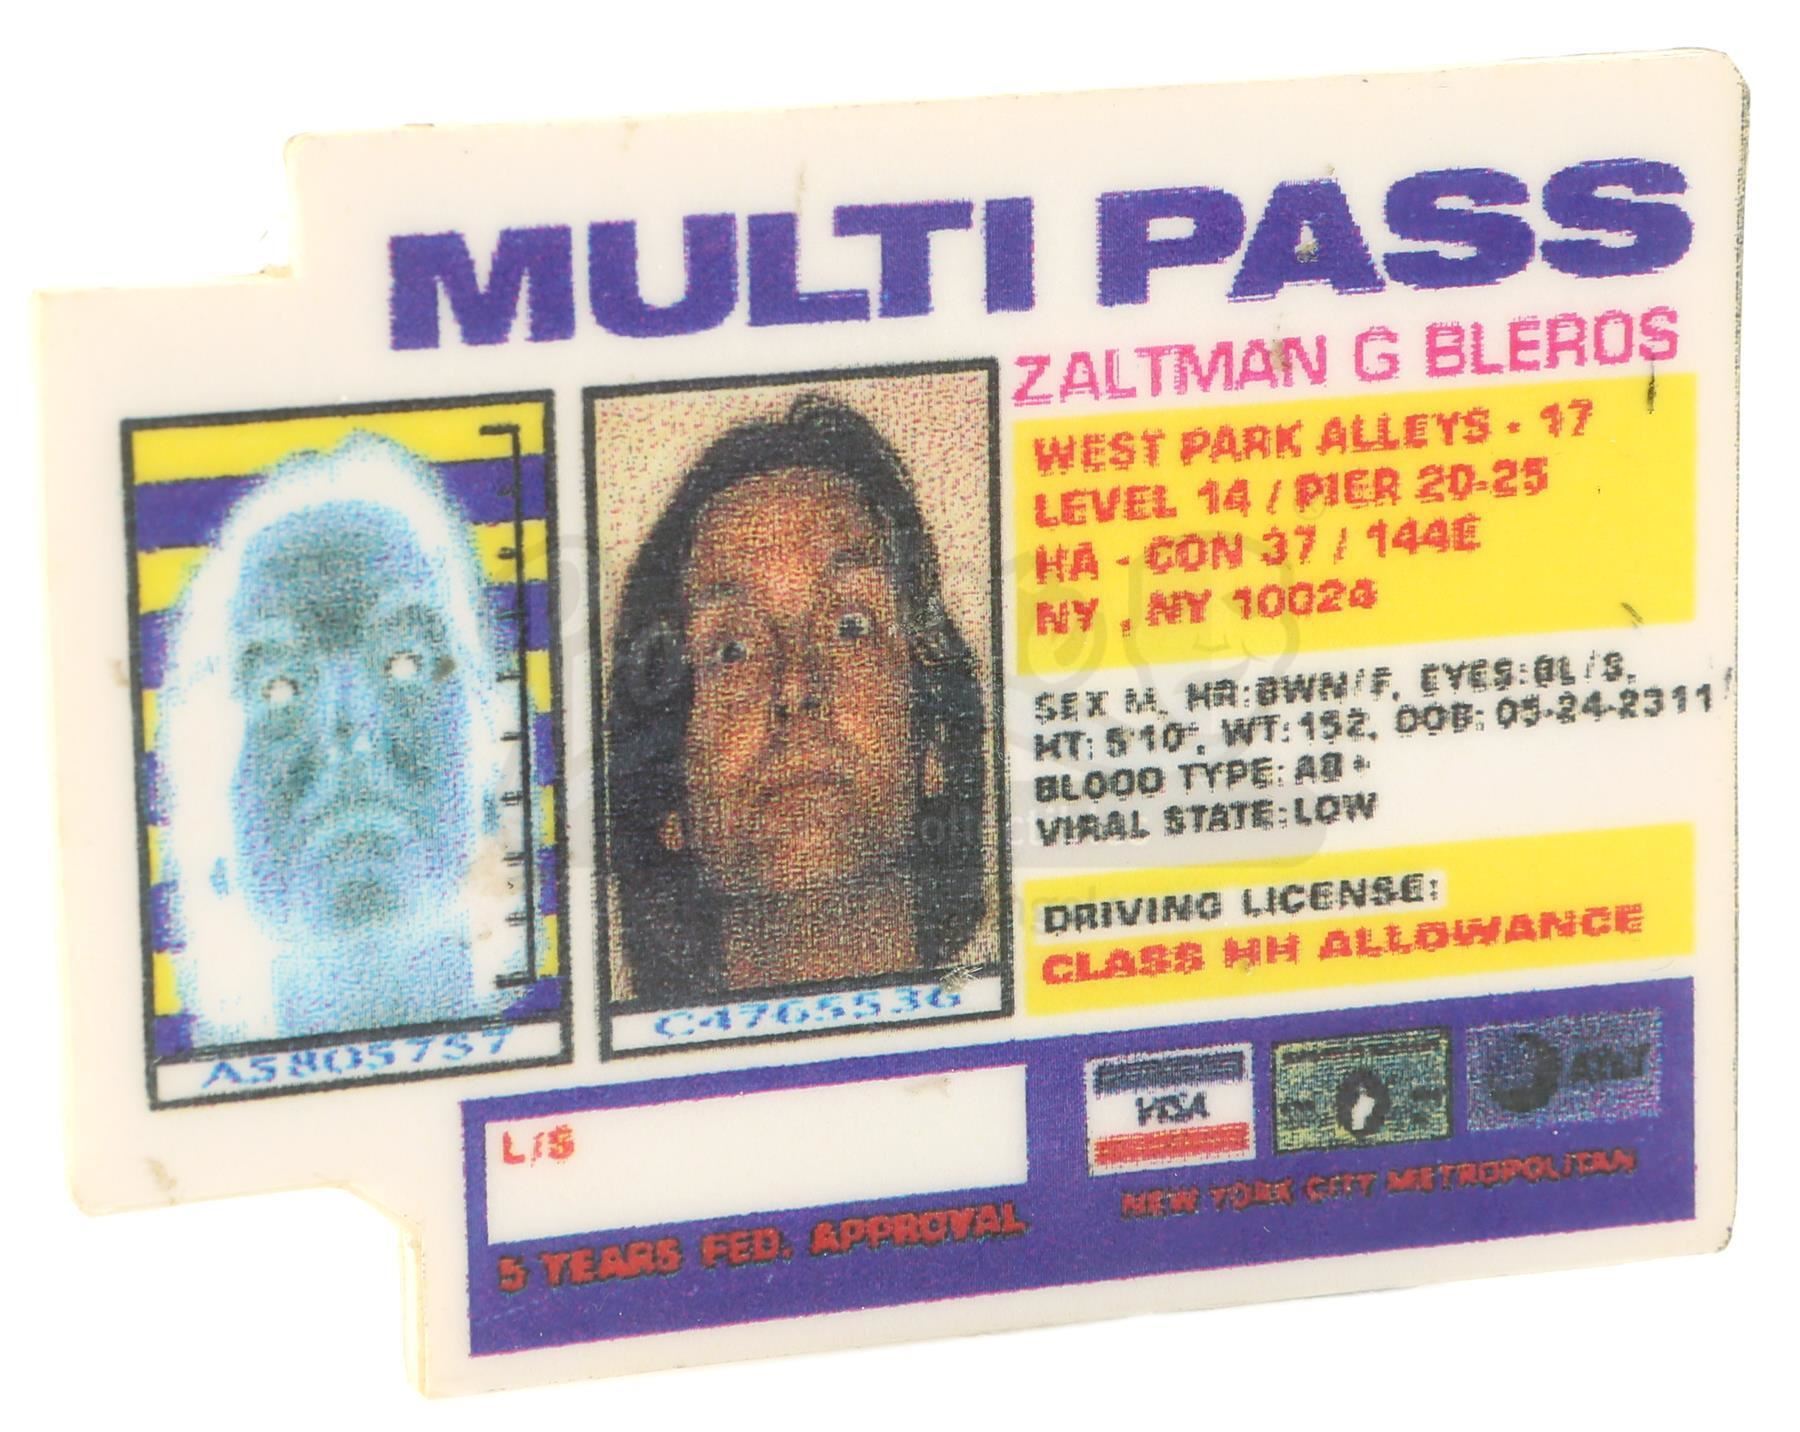 MULTI PASS
ZALTMAN G BLEROS
WEST PARK ALLEYS - 17
LEVEL 14 / PIER 20-25
HA - CON 37 / 144E
NY , NY 10024
SEX M, HR:BWN/F, EYES:BL/S,
HT: 5'10", WT:152, DOB: 05-24-2311
BLOOD TYPE: AB+
VIRAL STATE: LOW
DRIVING LICENSE:
CLASS HH ALLOWANCE
A5805757
C4765536
L/S
5 YEARS FED. APPROVAL
VISA
AT&T
NEW YORK CITY METROPOLITAN